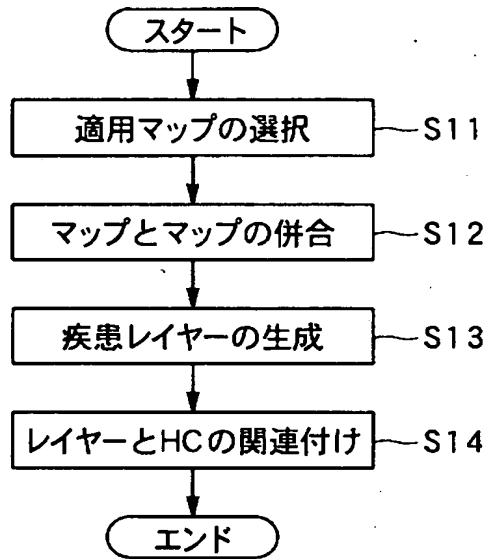 スタート
適用マップの選択 S11
マップとマップの併合 S12
疾患レイヤーの生成 S13
レイヤーとHCの関連付け S14
エンド